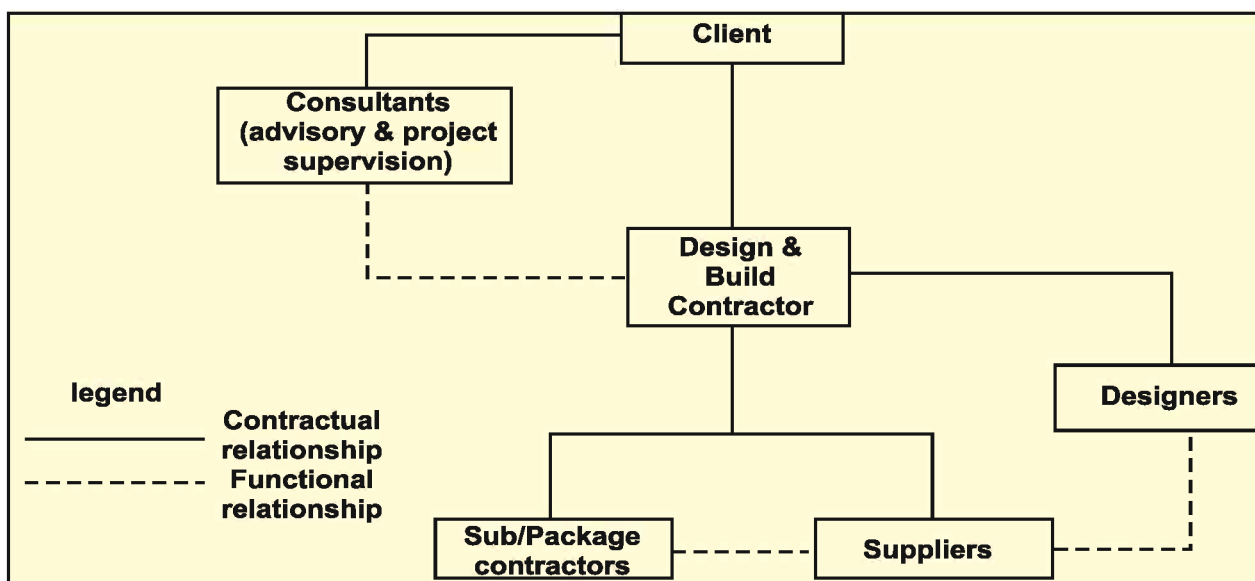 Client
Consultants
(advisory & project
supervision)
Design &
Build
Contractor
Designers
legend
Contractual
relationship
Functional
relationship
Sub/Package
contractors
Suppliers